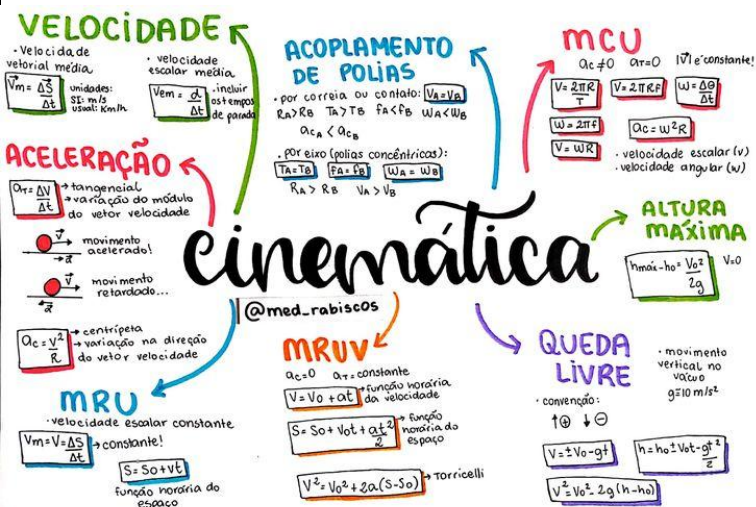 VELOCIDADE
• Velocidade
vetorial média
V⃗m = ΔS⃗/Δt
unidades:
SI: m/s
usual: Km/h
• velocidade
escalar média
Vem = d/Δt
• incluir
os tempos
de parada
ACELERAÇÃO
aT = ΔV/Δt
→ tangencial
→ variação do módulo
do vetor velocidade
V⃗
a⃗
movimento
acelerado!
V⃗
a⃗
movimento
retardado...
ac = V²/R
→ centrípeta
→ variação na direção
do vetor velocidade
ACOPLAMENTO
DE POLIAS
• por correia ou contato: VA = VB
RA > RB TA > TB fA < fB WA < WB
acA < acB
• por eixo (polias concêntricas):
TA = TB fA = fB WA = WB
RA > RB VA > VB
MCU
ac ≠ 0 aT = 0 |V⃗| é constante!
V = 2πR/T
V = 2πRf
ω = Δθ/Δt
ω = 2πf
ac = ω²R
V = ωR
• velocidade escalar (v)
• velocidade angular (ω)
cinemática
@med_rabiscos
ALTURA
MÁXIMA
hmáx - ho = Vo²/2g
V=0
MRU
• velocidade escalar constante
Vm = V = ΔS/Δt
→ constante!
S = So + vt
função horária do
espaço
MRUV
ac = 0 aT = constante
V = Vo + at
→ função horária
da velocidade
S = So + Vot + at²/2
→ função
horária do
espaço
V² = Vo² + 2a(S - So)
→ Torricelli
QUEDA
LIVRE
• movimento
vertical no
vácuo
g = 10 m/s²
• convenção:
↑⊕ ↓⊖
V = ± Vo - gt
h = ho ± Vot - gt²/2
V² = Vo² - 2g(h - ho)